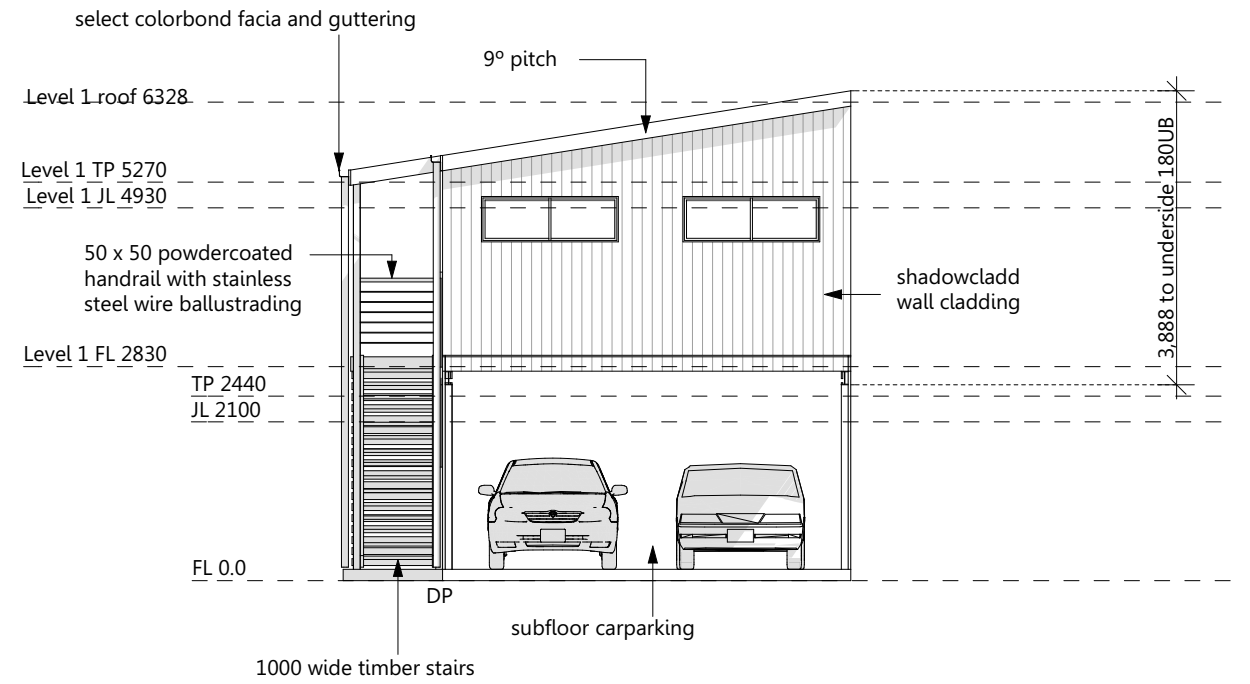 select colorbond facia and guttering
9º pitch
Level 1 roof 6328
Level 1 TP 5270
Level 1 JL 4930
50 x 50 powdercoated
handrail with stainless
steel wire ballustrading
shadowcladd
wall cladding
3,888 to underside 180UB
Level 1 FL 2830
TP 2440
JL 2100
FL 0.0
DP
subfloor carparking
1000 wide timber stairs